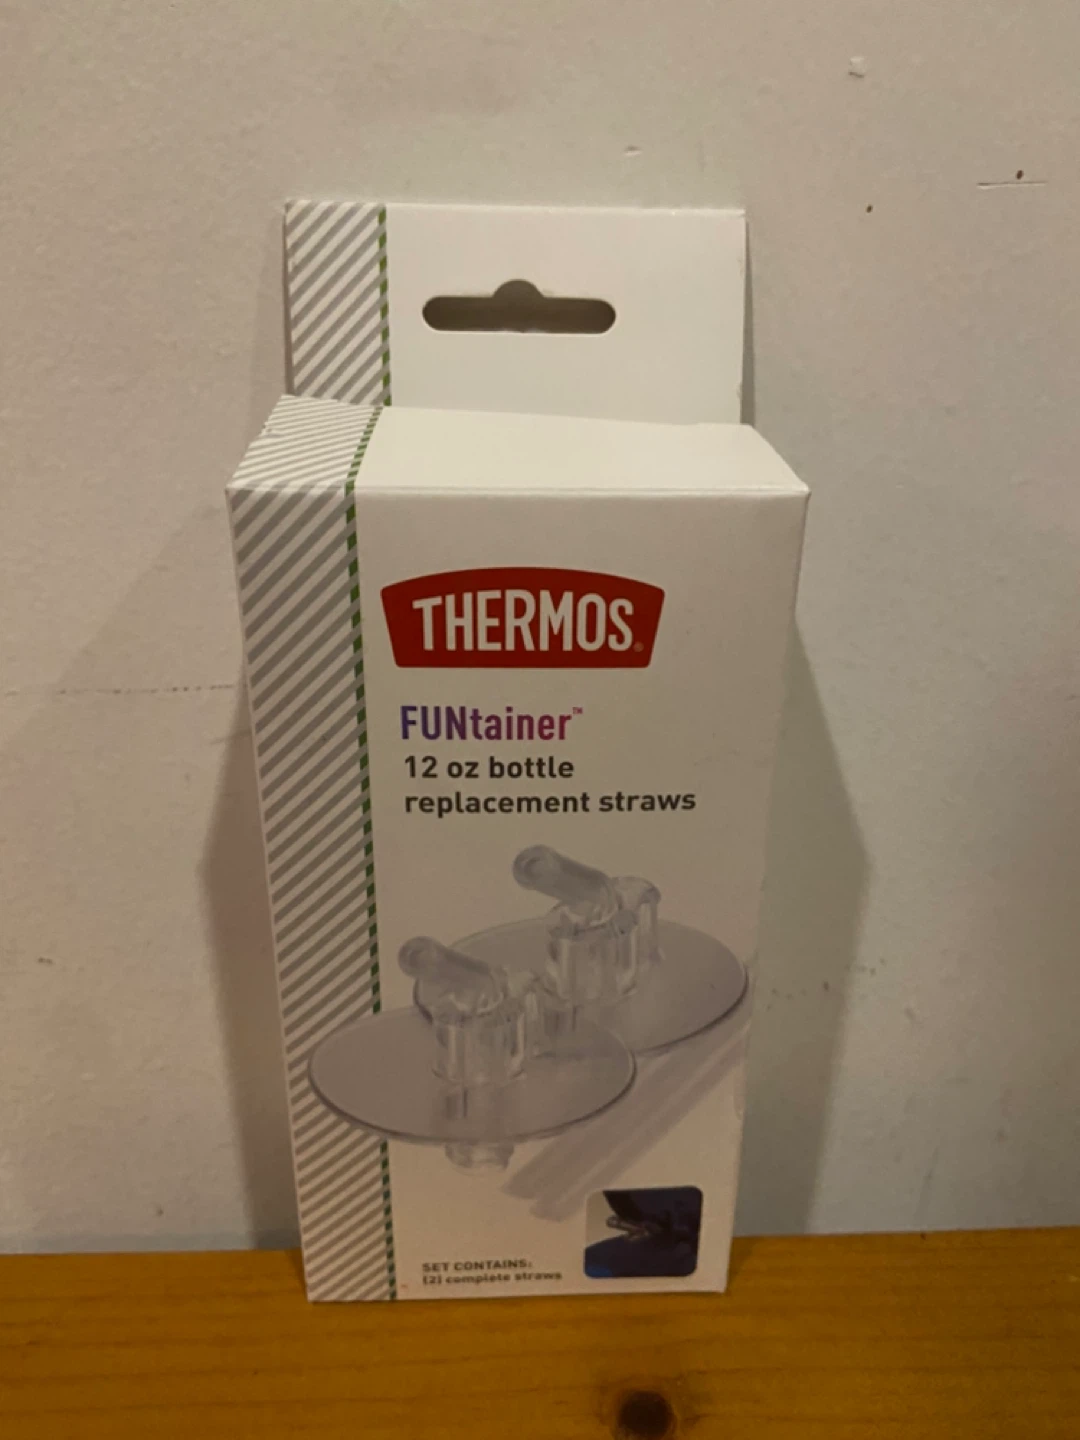 THERMOS®
FUNtainer™
12 oz bottle
replacement straws
SET CONTAINS:
(2) complete straws